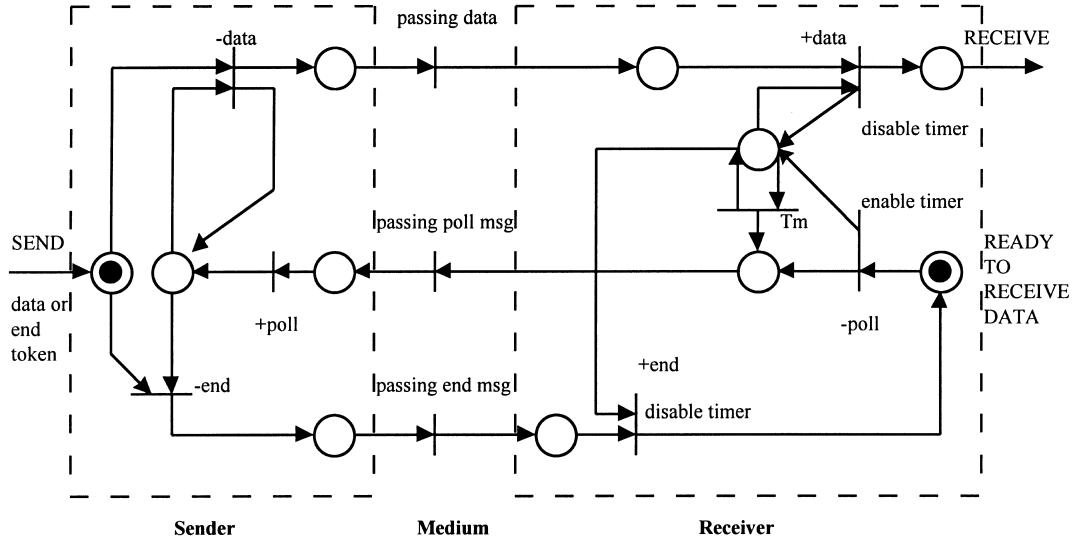 passing data
-data
+data
RECEIVE
disable timer
enable timer
Tm
passing poll msg
SEND
READY
TO
RECEIVE
DATA
data or
end
token
+poll
-poll
-end
passing end msg
+end
disable timer
Sender
Medium
Receiver